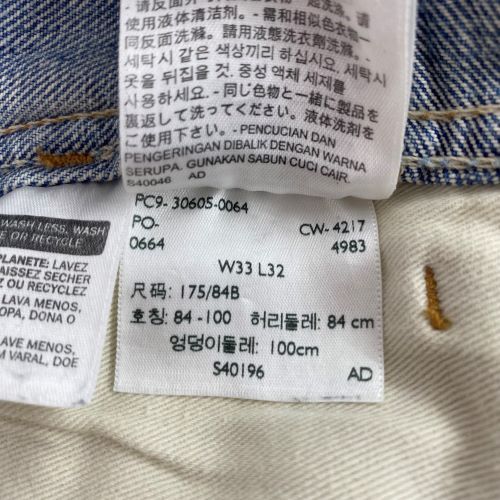 使用液体清洁剂。- 需和相似色衣物一
同反面洗滌。請用液態洗衣劑洗滌。-
세탁시 같은 색상끼리 하십시오. 세탁시
옷을 뒤집을 것. 중성 액체 세제를
사용하세요. - 同じ色物と一緒に製品を
裏返して洗ってください。液体洗剤をご
使用下さい。- PENCUCIAN DAN
PENGERINGAN DIBALIK DENGAN WARNA
SERUPA. GUNAKAN SABUN CUCI CAIR.
S40046 AD
WASH LESS, WASH
OR RECYCLE
PLANETE: LAVEZ
LAISSEZ SECHER
OU RECYCLEZ
LAVA MENOS,
ROPA, DONA O
LAVE MENOS,
M VARAL, DOE
PC9- 30605-0064
PO- CW- 4217
0664 4983
W33 L32
尺码: 175/84B
호칭: 84 -100 허리둘레: 84 cm
엉덩이둘레: 100cm
S40196 AD